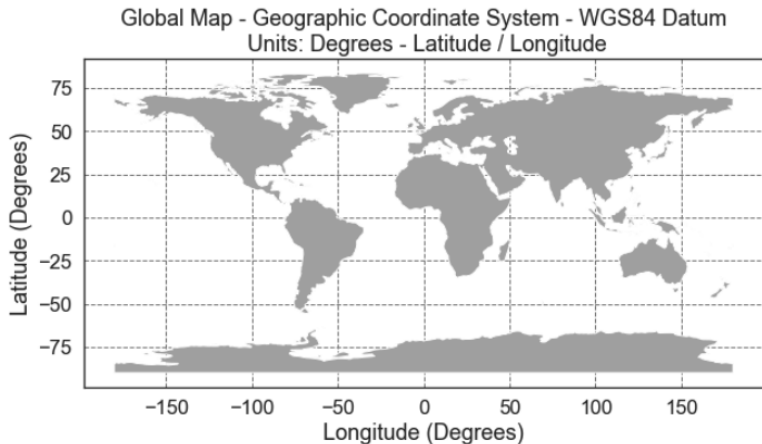 Global Map - Geographic Coordinate System - WGS84 Datum
Units: Degrees - Latitude / Longitude
75
50
25
0
−25
−50
−75
Latitude (Degrees)
−150 −100 −50 0 50 100 150
Longitude (Degrees)